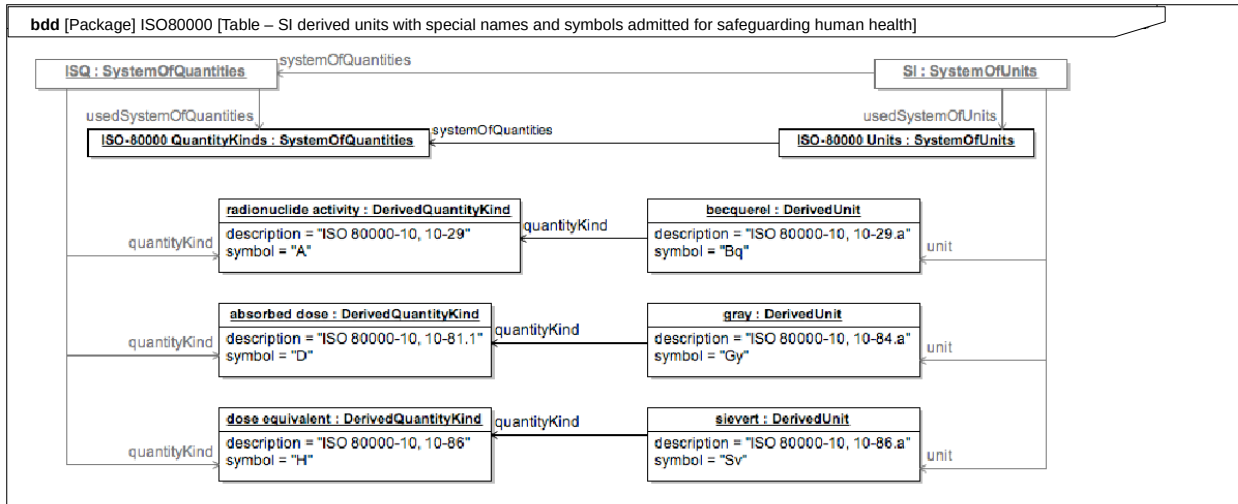 bdd [Package] ISO80000 [Table – SI derived units with special names and symbols admitted for safeguarding human health]
systemOfQuantities
ISQ : SystemOfQuantities
SI : SystemOfUnits
usedSystemOfQuantities
usedSystemOfUnits
systemOfQuantities
ISO-80000 QuantityKinds : SystemOfQuantities
ISO-80000 Units : SystemOfUnits
radionuclide activity : DerivedQuantityKind
becquerel : DerivedUnit
quantityKind
description = "ISO 80000-10, 10-29"
description = "ISO 80000-10, 10-29.a"
quantityKind
unit
symbol = "A"
symbol = "Bq"
absorbed dose : DerivedQuantityKind
gray : DerivedUnit
quantityKind
description = "ISO 80000-10, 10-81.1"
description = "ISO 80000-10, 10-84.a"
quantityKind
unit
symbol = "D"
symbol = "Gy"
dose equivalent : DerivedQuantityKind
sievert : DerivedUnit
quantityKind
description = "ISO 80000-10, 10-86"
description = "ISO 80000-10, 10-86.a"
quantityKind
unit
symbol = "H"
symbol = "Sv"